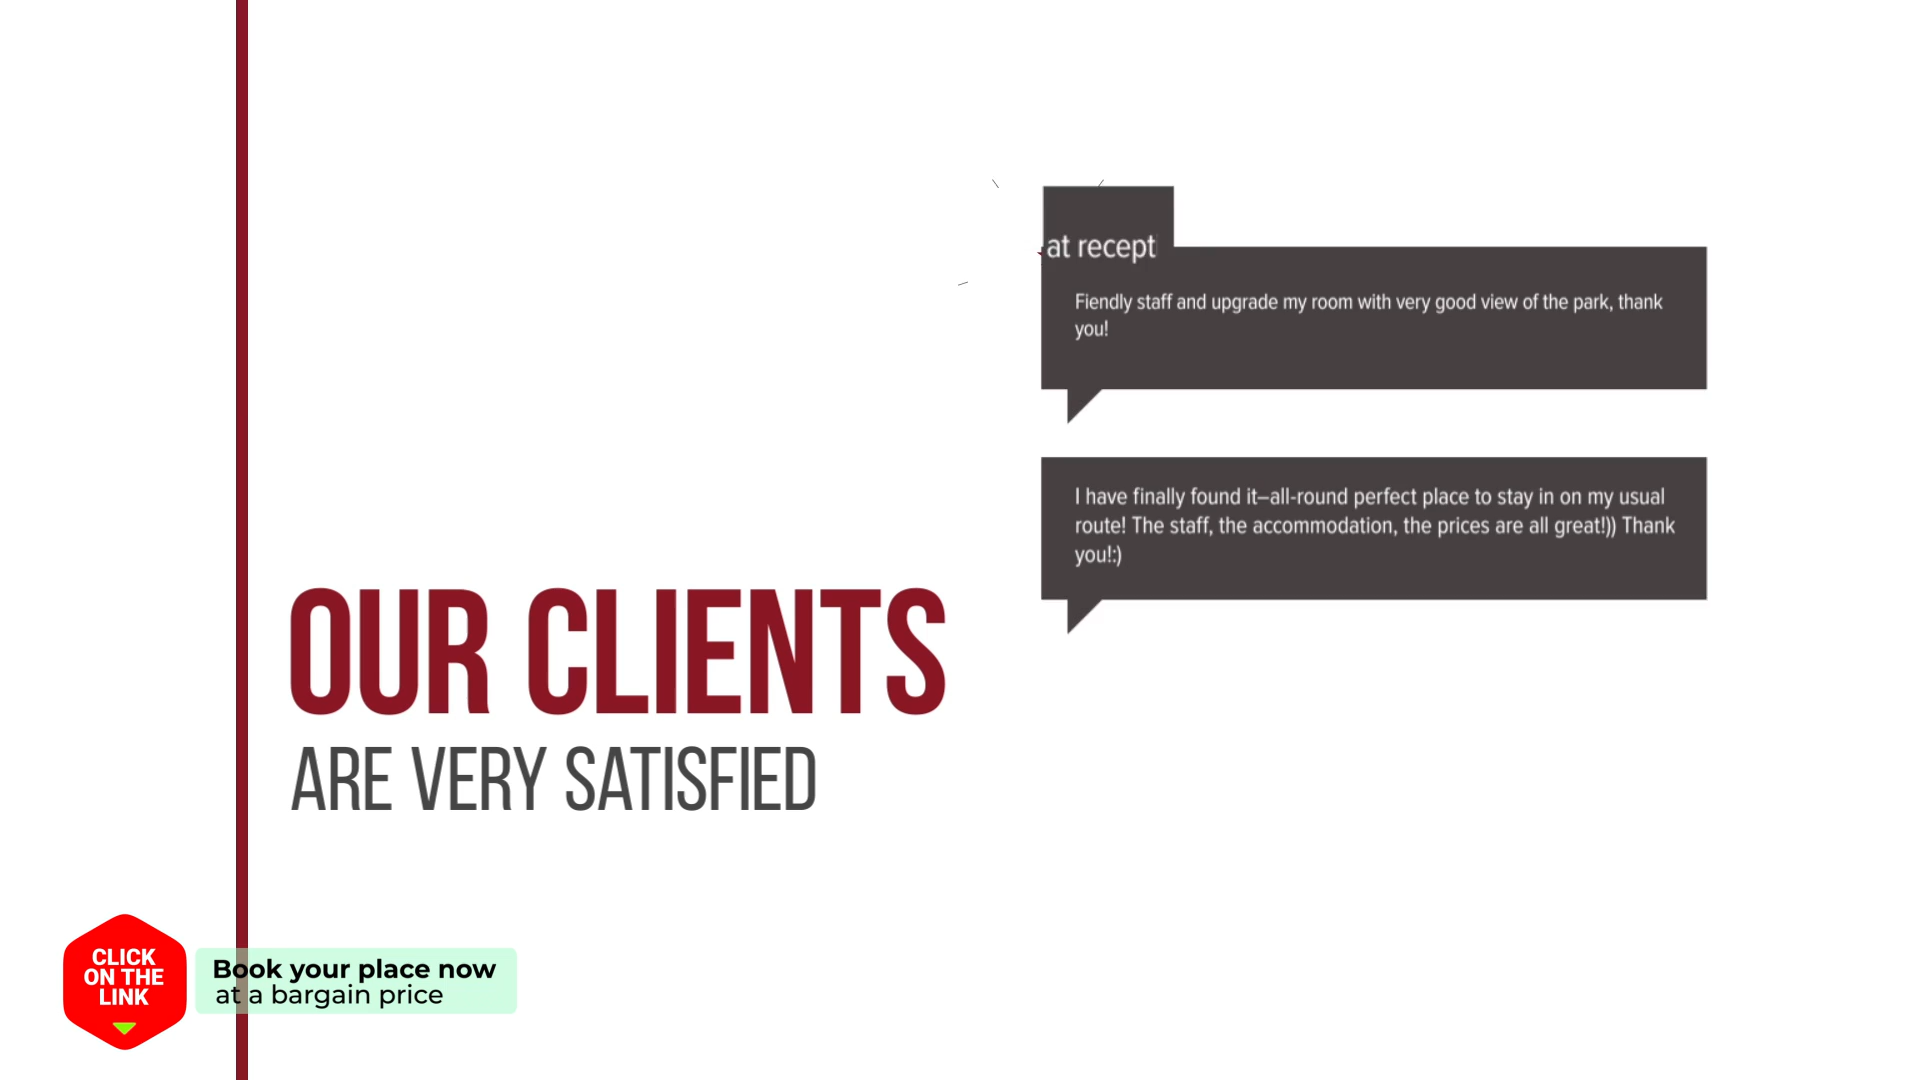 at recept
Fiendly staff and upgrade my room with very good view of the park, thank
you!
I have finally found it–all-round perfect place to stay in on my usual
route! The staff, the accommodation, the prices are all great!)) Thank
you!:)
OUR CLIENTS
ARE VERY SATISFIED
CLICK
ON THE
LINK
Book your place now
at a bargain price